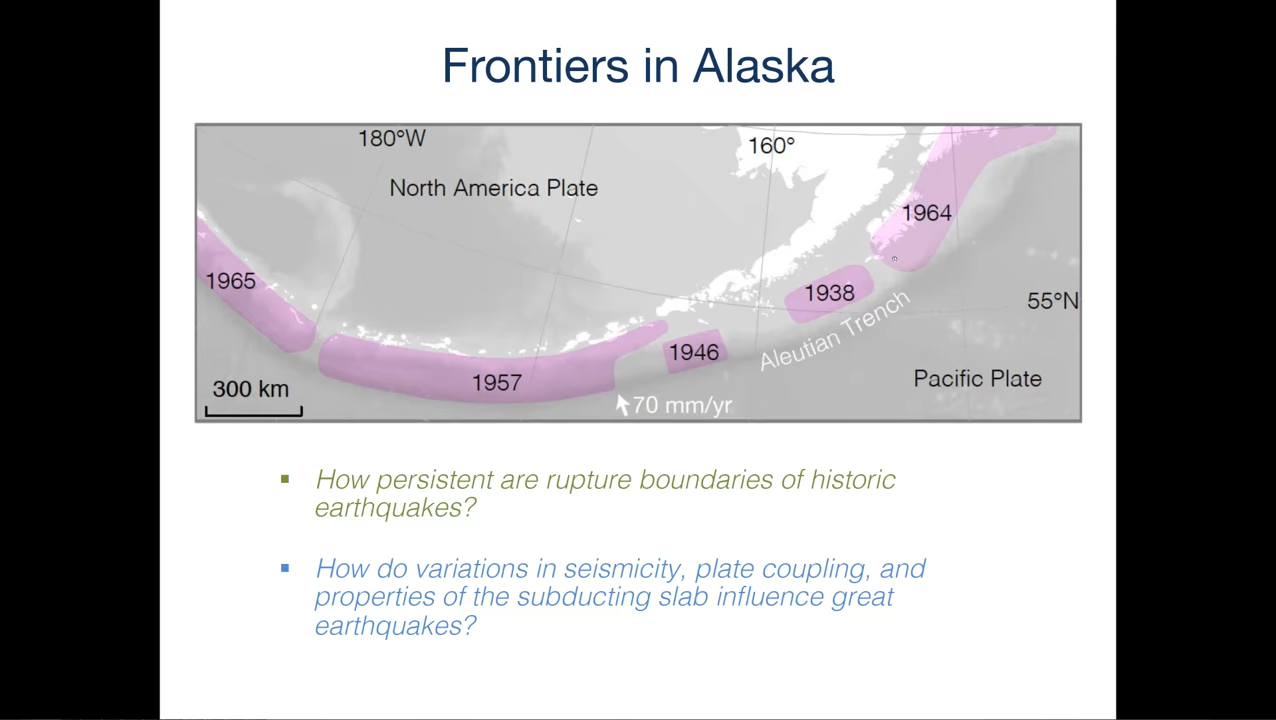 Frontiers in Alaska
180°W
160°
North America Plate
1964
1965
1938
55°N
Aleutian Trench
1946
Pacific Plate
1957
300 km
70 mm/yr
▪ How persistent are rupture boundaries of historic
earthquakes?
▪ How do variations in seismicity, plate coupling, and
properties of the subducting slab influence great
earthquakes?